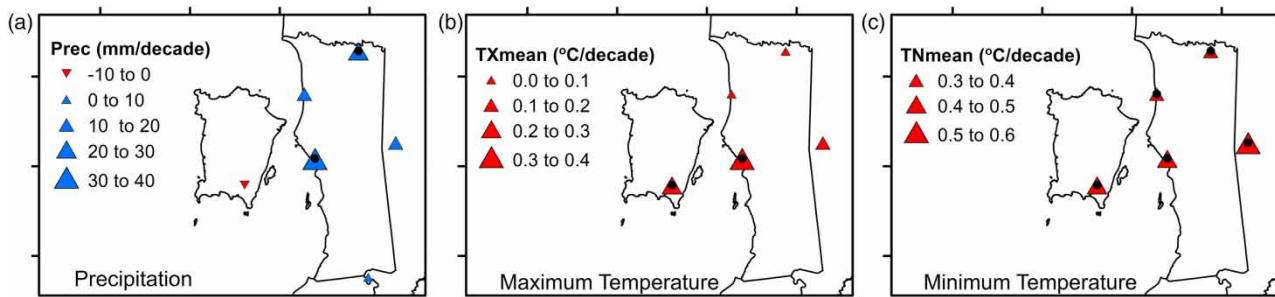 (a)
Prec (mm/decade)
-10 to 0
0 to 10
10 to 20
20 to 30
30 to 40
Precipitation
(b)
TXmean (ºC/decade)
0.0 to 0.1
0.1 to 0.2
0.2 to 0.3
0.3 to 0.4
Maximum Temperature
(c)
TNmean (ºC/decade)
0.3 to 0.4
0.4 to 0.5
0.5 to 0.6
Minimum Temperature